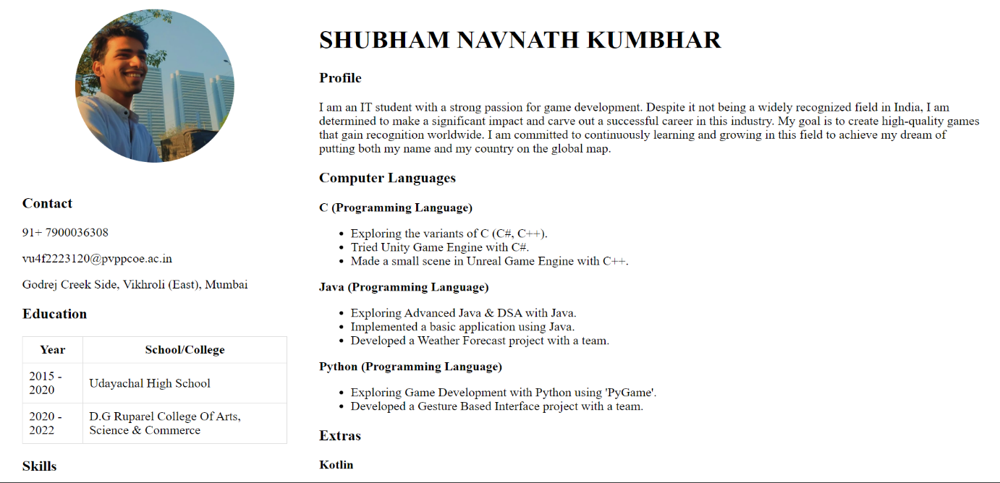 SHUBHAM NAVNATH KUMBHAR
Profile
I am an IT student with a strong passion for game development. Despite it not being a widely recognized field in India, I am
determined to make a significant impact and carve out a successful career in this industry. My goal is to create high-quality games
that gain recognition worldwide. I am committed to continuously learning and growing in this field to achieve my dream of
putting both my name and my country on the global map.
Computer Languages
C (Programming Language)
• Exploring the variants of C (C#, C++).
• Tried Unity Game Engine with C#.
• Made a small scene in Unreal Game Engine with C++.
Java (Programming Language)
• Exploring Advanced Java & DSA with Java.
• Implemented a basic application using Java.
• Developed a Weather Forecast project with a team.
Python (Programming Language)
• Exploring Game Development with Python using 'PyGame'.
• Developed a Gesture Based Interface project with a team.
Extras
Kotlin
Contact
91+ 7900036308
vu4f2223120@pvppcoe.ac.in
Godrej Creek Side, Vikhroli (East), Mumbai
Education
Year School/College
2015 -
2020
Udayachal High School
2020 -
2022
D.G Ruparel College Of Arts,
Science & Commerce
Skills